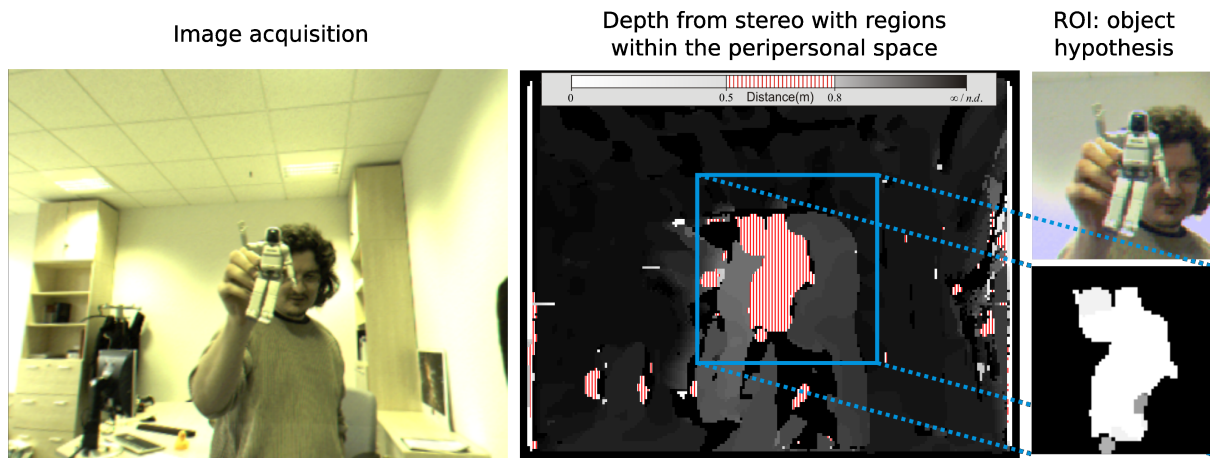 Image acquisition
Depth from stereo with regions
within the peripersonal space
ROI: object
hypothesis
0 0.5 Distance(m) 0.8 ∞ / n.d.